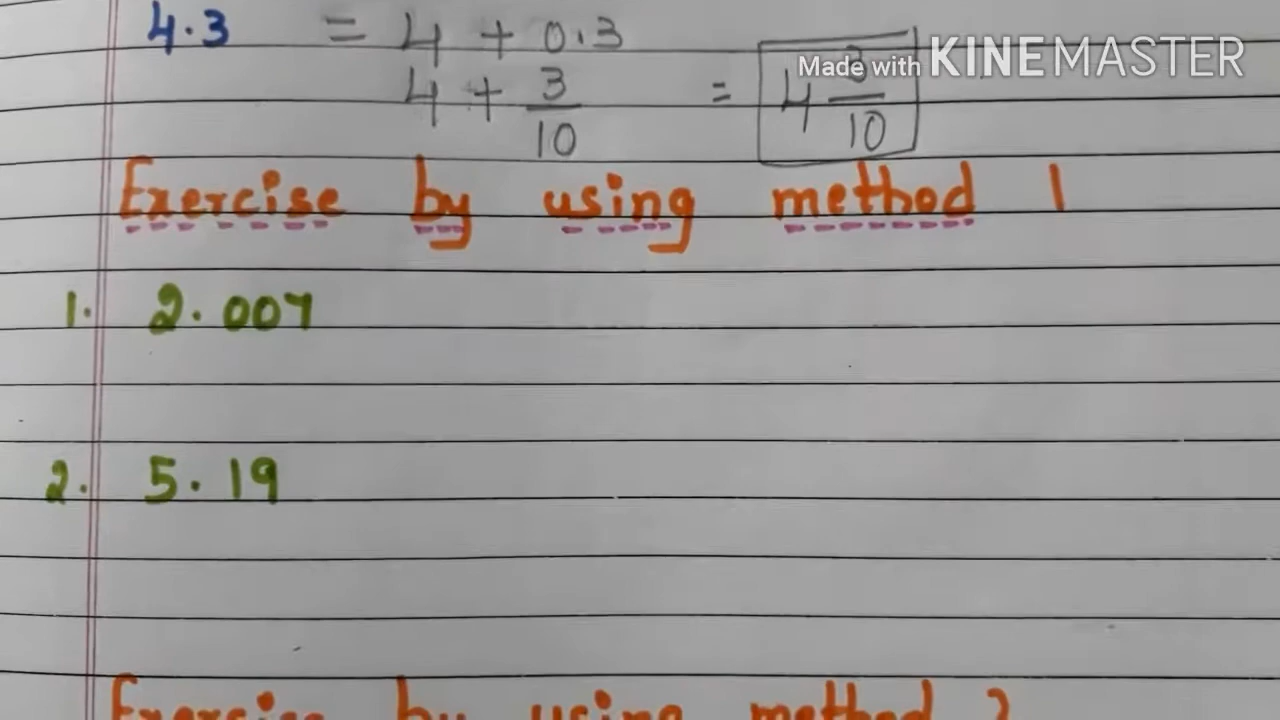 4.3 = 4 + 0.3
4 + 3/10 = 4 3/10
Made with KINEMASTER
Exercise by using method 1
1. 2.007
2. 5.19
Exercise by using method 2